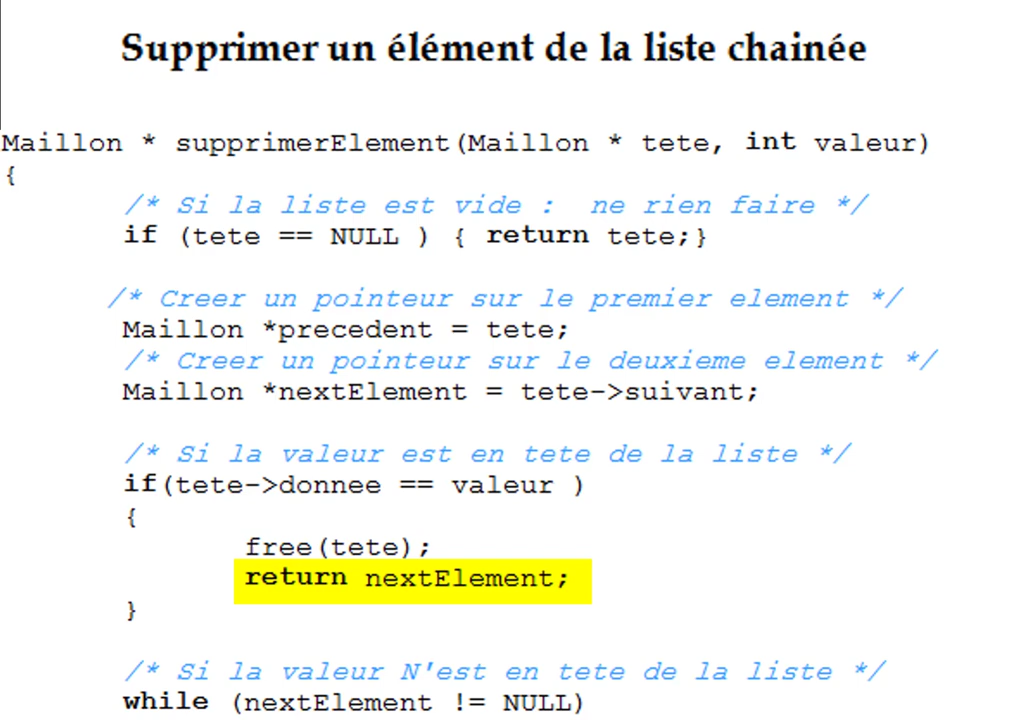 Supprimer un élément de la liste chainée
Maillon * supprimerElement(Maillon * tete, int valeur)
{
/* Si la liste est vide :  ne rien faire */
if (tete == NULL ) { return tete;}
/* Creer un pointeur sur le premier element */
Maillon *precedent = tete;
/* Creer un pointeur sur le deuxieme element */
Maillon *nextElement = tete->suivant;
/* Si la valeur est en tete de la liste */
if(tete->donnee == valeur )
{
free(tete);
return nextElement;
}
/* Si la valeur N'est en tete de la liste */
while (nextElement != NULL)